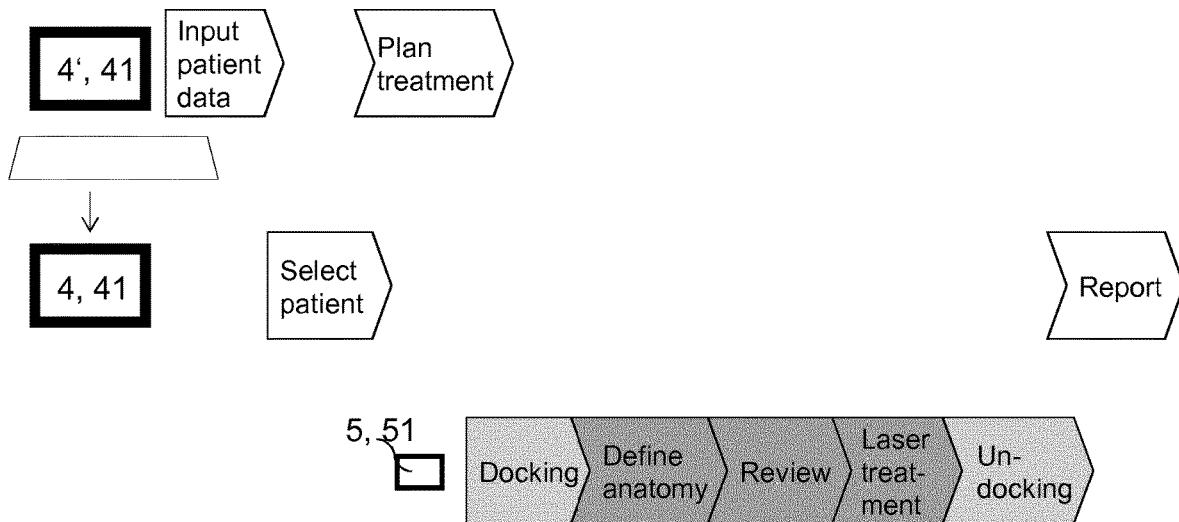 4‘, 41
Input
patient
data
Plan
treatment
4, 41
Select
patient
Report
5, 51
Docking
Define
anatomy
Review
Laser
treat-
ment
Un-
docking